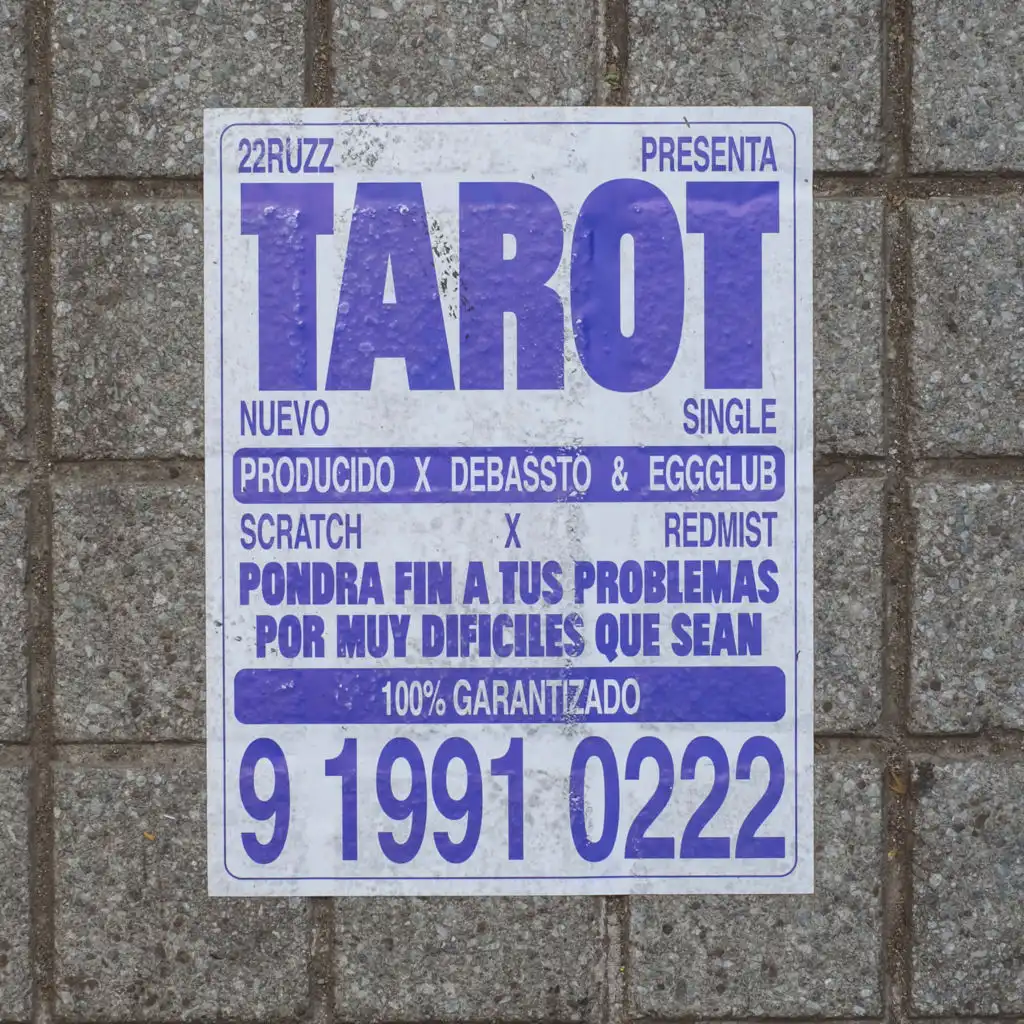 22RUZZ PRESENTA
TAROT
NUEVO SINGLE
PRODUCIDO X DEBASSTO & EGGGLUB
SCRATCH X REDMIST
PONDRA FIN A TUS PROBLEMAS
POR MUY DIFICILES QUE SEAN
100% GARANTIZADO
9 1991 0222